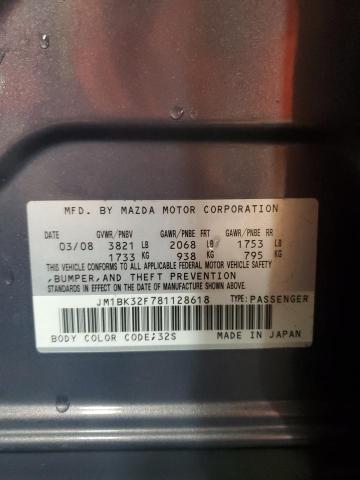 MFD. BY MAZDA MOTOR CORPORATION
GVWR/PNBV GAWR/PNBE FRT GAWR/PNBE RR
03/08 3821 LB 2068 LB 1753 LB
1733 KG 938 KG 795 KG
THIS VEHICLE CONFORMS TO ALL APPLICABLE FEDERAL MOTOR VEHICLE SAFETY
,BUMPER,AND THEFT PREVENTION
STANDARDS IN EFFECT ON THE DATE OF MANUFACTURE SHOWN ABOVE.
JM1BK32F781128618 TYPE:PASSENGER
BODY COLOR CODE;32S MADE IN JAPAN